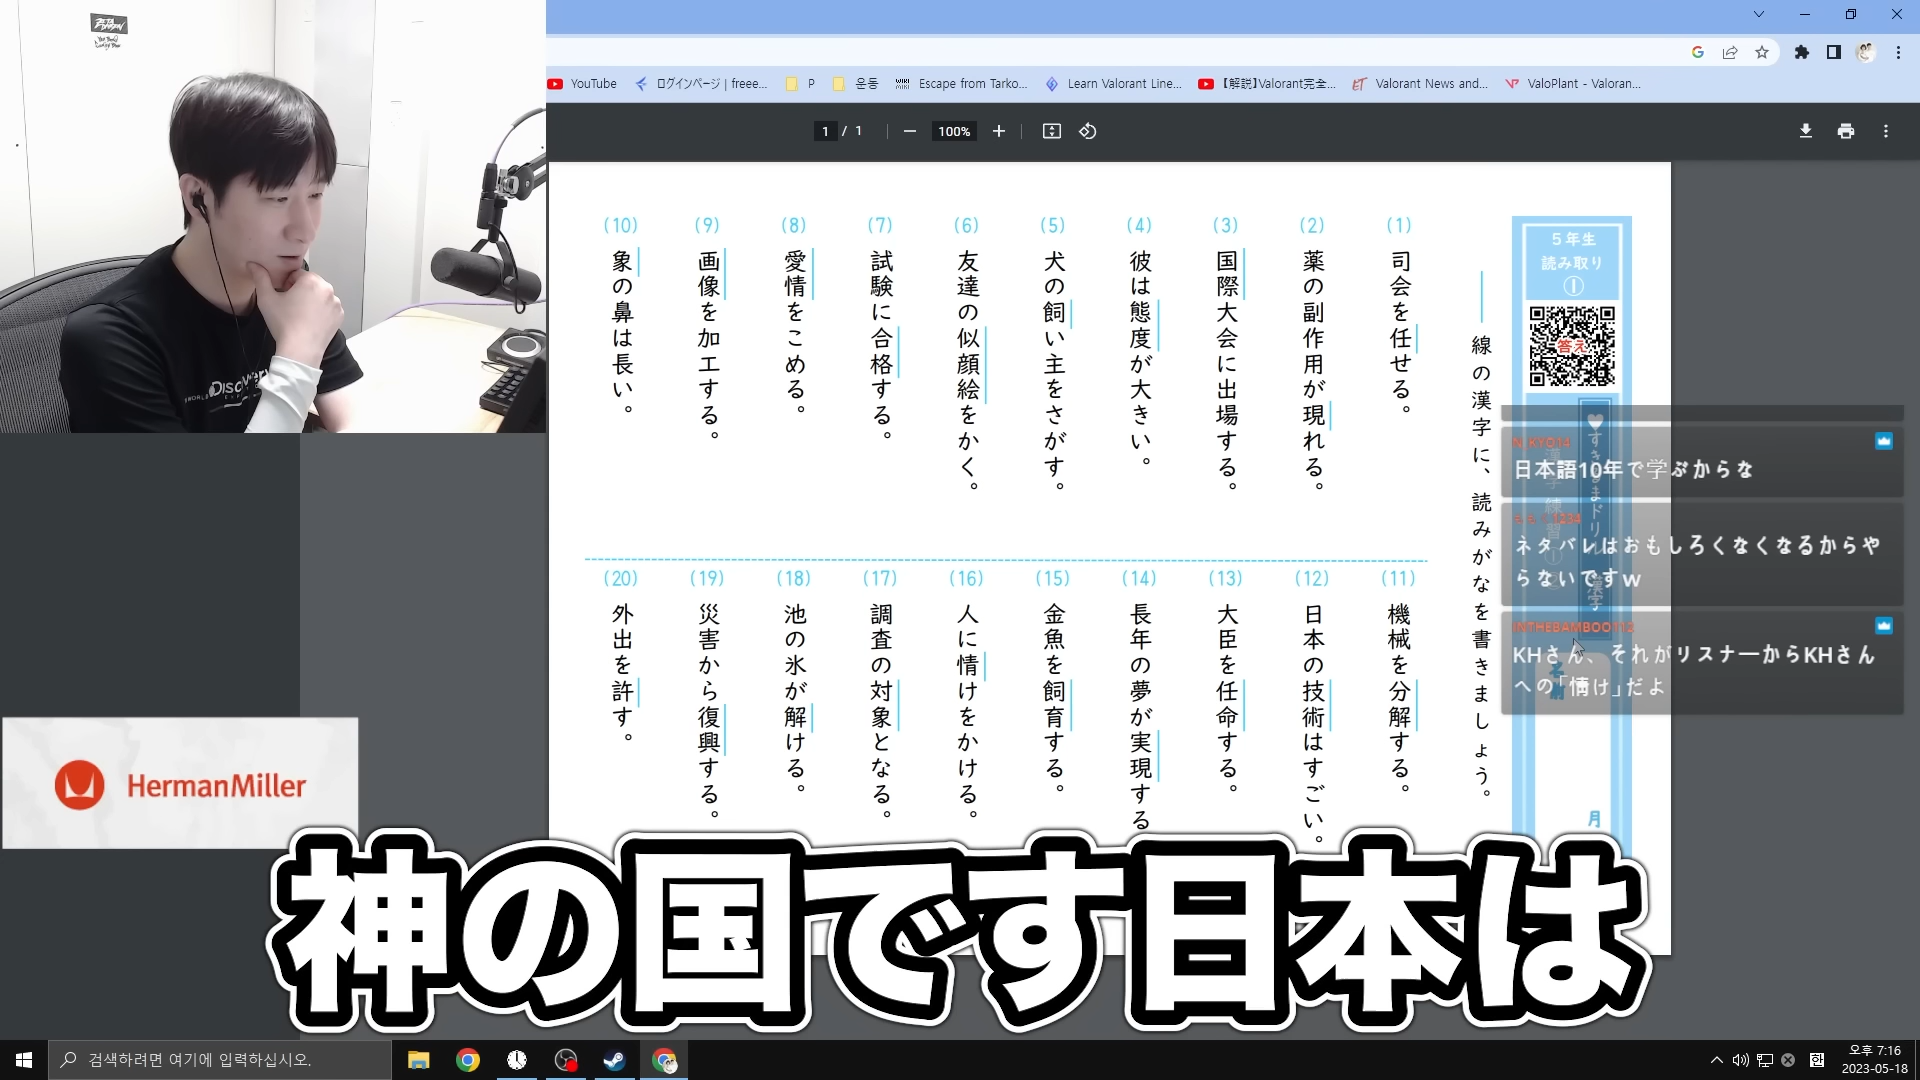 YouTube
ログインページ | freee...
P
운동
Escape from Tarko...
Learn Valorant Line...
【解説】Valorant完全...
Valorant News and...
ValoPlant - Valoran...
1 / 1
100%
5年生
読み取り
①
答え
線の漢字に、読みがなを書きましょう。
(1) 司会を任せる。
(2) 薬の副作用が現れる。
(3) 国際大会に出場する。
(4) 彼は態度が大きい。
(5) 犬の飼い主をさがす。
(6) 友達の似顔絵をかく。
(7) 試験に合格する。
(8) 愛情をこめる。
(9) 画像を加工する。
(10) 象の鼻は長い。
(11) 機械を分解する。
(12) 日本の技術はすごい。
(13) 大臣を任命する。
(14) 長年の夢が実現する
(15) 金魚を飼育する。
(16) 人に情けをかける。
(17) 調査の対象となる。
(18) 池の氷が解ける。
(19) 災害から復興する。
(20) 外出を許す。
月
日本語10年で学ぶからな
ネタバレはおもしろくなくなるからや
らないですw
INTHEBAMBOO113
KHさん、それがリスナーからKHさん
への「情け」だよ
HermanMiller
神の国です日本は
검색하려면 여기에 입력하십시오.
한
오후 7:16
2023-05-18